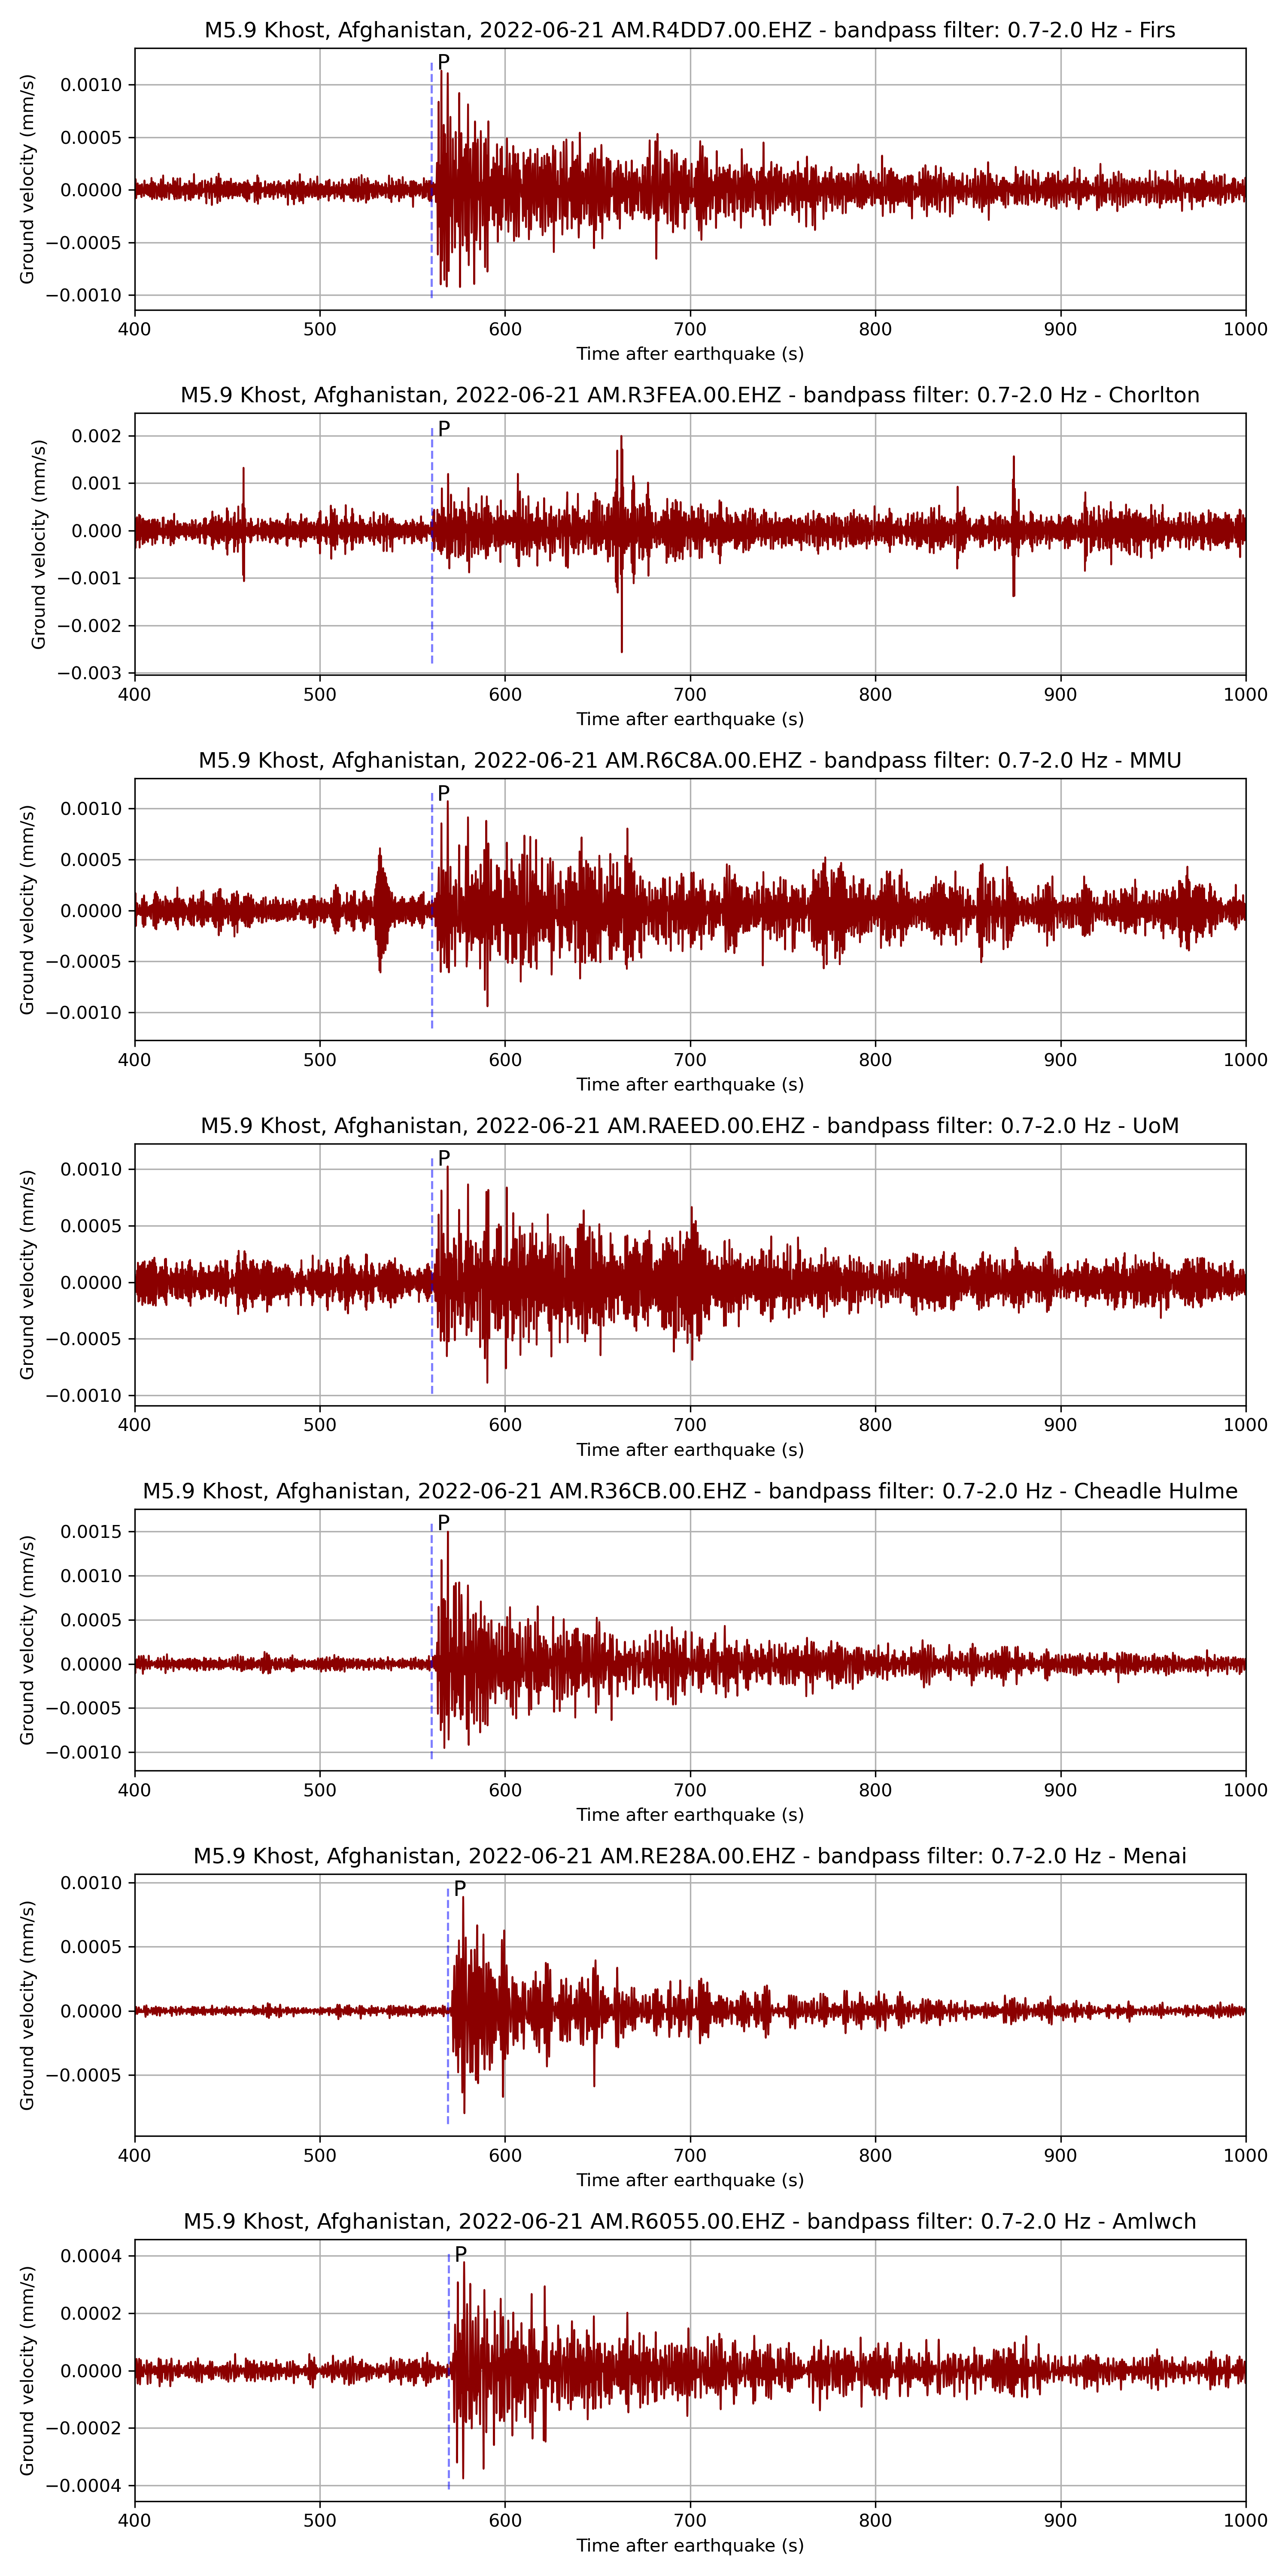 M5.9 Khost, Afghanistan, 2022-06-21 AM.R4DD7.00.EHZ - bandpass filter: 0.7-2.0 Hz - Firs
P
0.0010
0.0005
0.0000
−0.0005
−0.0010
Ground velocity (mm/s)
400 500 600 700 800 900 1000
Time after earthquake (s)
M5.9 Khost, Afghanistan, 2022-06-21 AM.R3FEA.00.EHZ - bandpass filter: 0.7-2.0 Hz - Chorlton
P
0.002
0.001
0.000
−0.001
−0.002
−0.003
Ground velocity (mm/s)
400 500 600 700 800 900 1000
Time after earthquake (s)
M5.9 Khost, Afghanistan, 2022-06-21 AM.R6C8A.00.EHZ - bandpass filter: 0.7-2.0 Hz - MMU
P
0.0010
0.0005
0.0000
−0.0005
−0.0010
Ground velocity (mm/s)
400 500 600 700 800 900 1000
Time after earthquake (s)
M5.9 Khost, Afghanistan, 2022-06-21 AM.RAEED.00.EHZ - bandpass filter: 0.7-2.0 Hz - UoM
P
0.0010
0.0005
0.0000
−0.0005
−0.0010
Ground velocity (mm/s)
400 500 600 700 800 900 1000
Time after earthquake (s)
M5.9 Khost, Afghanistan, 2022-06-21 AM.R36CB.00.EHZ - bandpass filter: 0.7-2.0 Hz - Cheadle Hulme
P
0.0015
0.0010
0.0005
0.0000
−0.0005
−0.0010
Ground velocity (mm/s)
400 500 600 700 800 900 1000
Time after earthquake (s)
M5.9 Khost, Afghanistan, 2022-06-21 AM.RE28A.00.EHZ - bandpass filter: 0.7-2.0 Hz - Menai
P
0.0010
0.0005
0.0000
−0.0005
Ground velocity (mm/s)
400 500 600 700 800 900 1000
Time after earthquake (s)
M5.9 Khost, Afghanistan, 2022-06-21 AM.R6055.00.EHZ - bandpass filter: 0.7-2.0 Hz - Amlwch
P
0.0004
0.0002
0.0000
−0.0002
−0.0004
Ground velocity (mm/s)
400 500 600 700 800 900 1000
Time after earthquake (s)